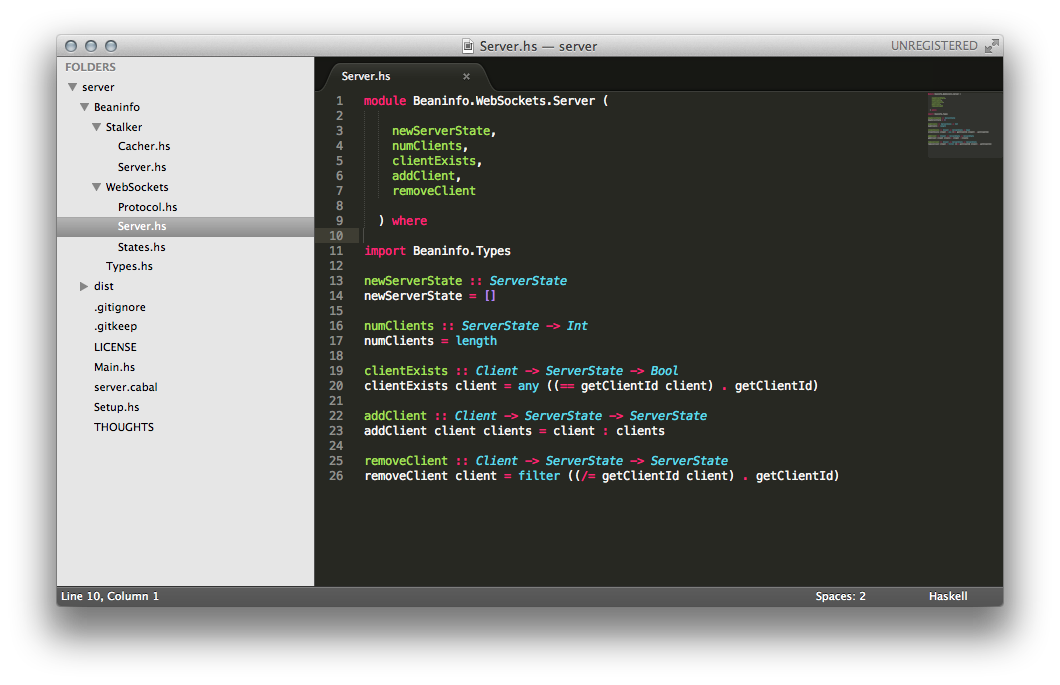 Server.hs — server
UNREGISTERED
FOLDERS
server
Beaninfo
Stalker
Cacher.hs
Server.hs
WebSockets
Protocol.hs
Server.hs
States.hs
Types.hs
dist
.gitignore
.gitkeep
LICENSE
Main.hs
server.cabal
Setup.hs
THOUGHTS
Server.hs ×
1 module Beaninfo.WebSockets.Server (
2
3 newServerState,
4 numClients,
5 clientExists,
6 addClient,
7 removeClient
8
9 ) where
10
11 import Beaninfo.Types
12
13 newServerState :: ServerState
14 newServerState = []
15
16 numClients :: ServerState -> Int
17 numClients = length
18
19 clientExists :: Client -> ServerState -> Bool
20 clientExists client = any ((== getClientId client) . getClientId)
21
22 addClient :: Client -> ServerState -> ServerState
23 addClient client clients = client : clients
24
25 removeClient :: Client -> ServerState -> ServerState
26 removeClient client = filter ((/= getClientId client) . getClientId)
Line 10, Column 1
Spaces: 2
Haskell